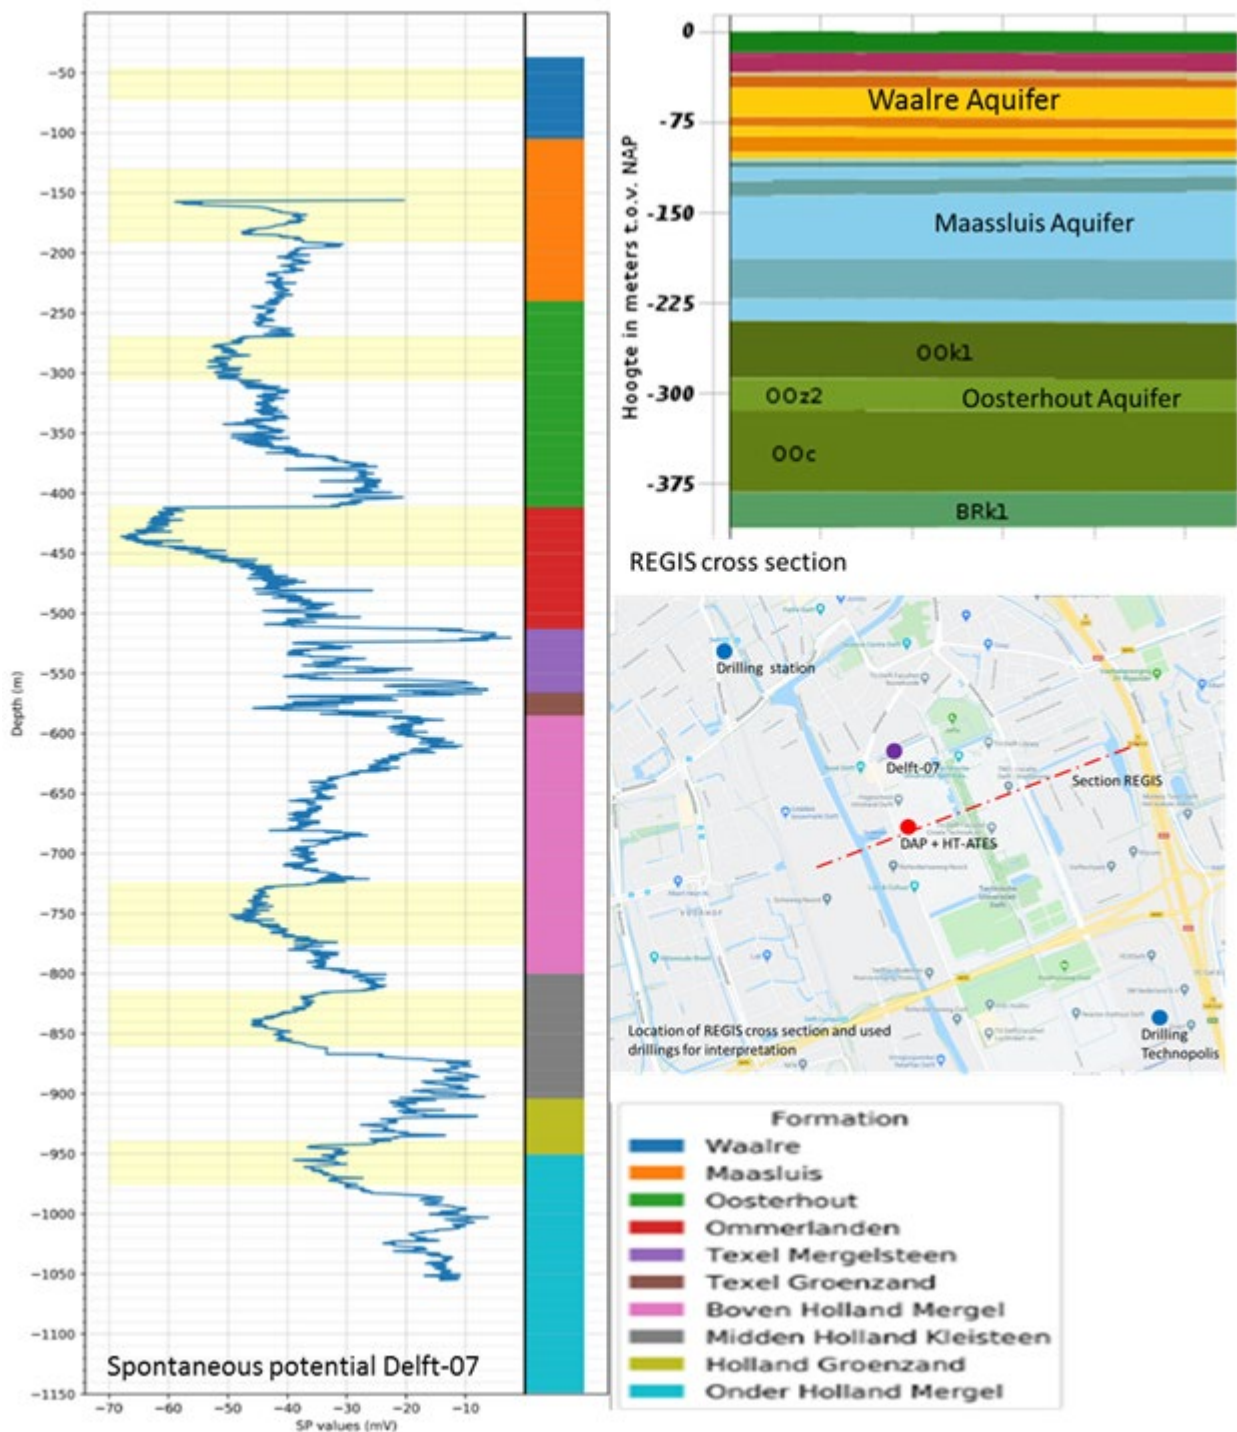 Depth (m)
−50
−100
−150
−200
−250
−300
−350
−400
−450
−500
−550
−600
−650
−700
−750
−800
−850
−900
−950
−1000
−1050
−1100
−1150
Spontaneous potential Delft-07
−70
−60
−50
−40
−30
−20
−10
SP values (mV)
Hoogte in meters t.o.v. NAP
0
-75
-150
-225
-300
-375
Waalre Aquifer
Maassluis Aquifer
OOk1
OOz2
Oosterhout Aquifer
OOc
BRk1
REGIS cross section
Drilling station
Delft-07
Section REGIS
DAP + HT-ATES
Location of REGIS cross section and used
drillings for interpretation
Drilling
Technopolis
Formation
Waalre
Maasluis
Oosterhout
Ommerlanden
Texel Mergelsteen
Texel Groenzand
Boven Holland Mergel
Midden Holland Kleisteen
Holland Groenzand
Onder Holland Mergel